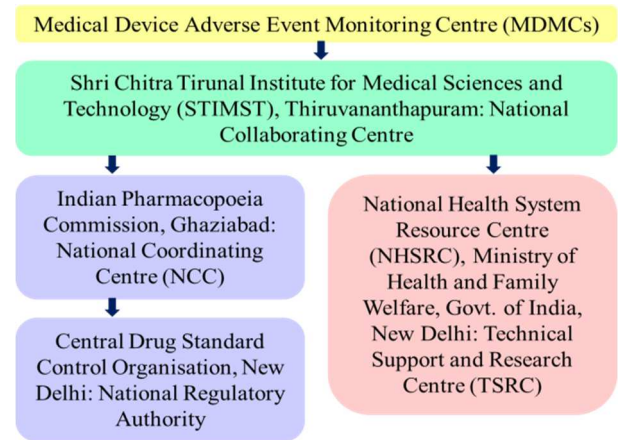 Medical Device Adverse Event Monitoring Centre (MDMCs)
Shri Chitra Tirunal Institute for Medical Sciences and
Technology (STIMST), Thiruvananthapuram: National
Collaborating Centre
Indian Pharmacopoeia
Commission, Ghaziabad:
National Coordinating
Centre (NCC)
Central Drug Standard
Control Organisation, New
Delhi: National Regulatory
Authority
National Health System
Resource Centre
(NHSRC), Ministry of
Health and Family
Welfare, Govt. of India,
New Delhi: Technical
Support and Research
Centre (TSRC)